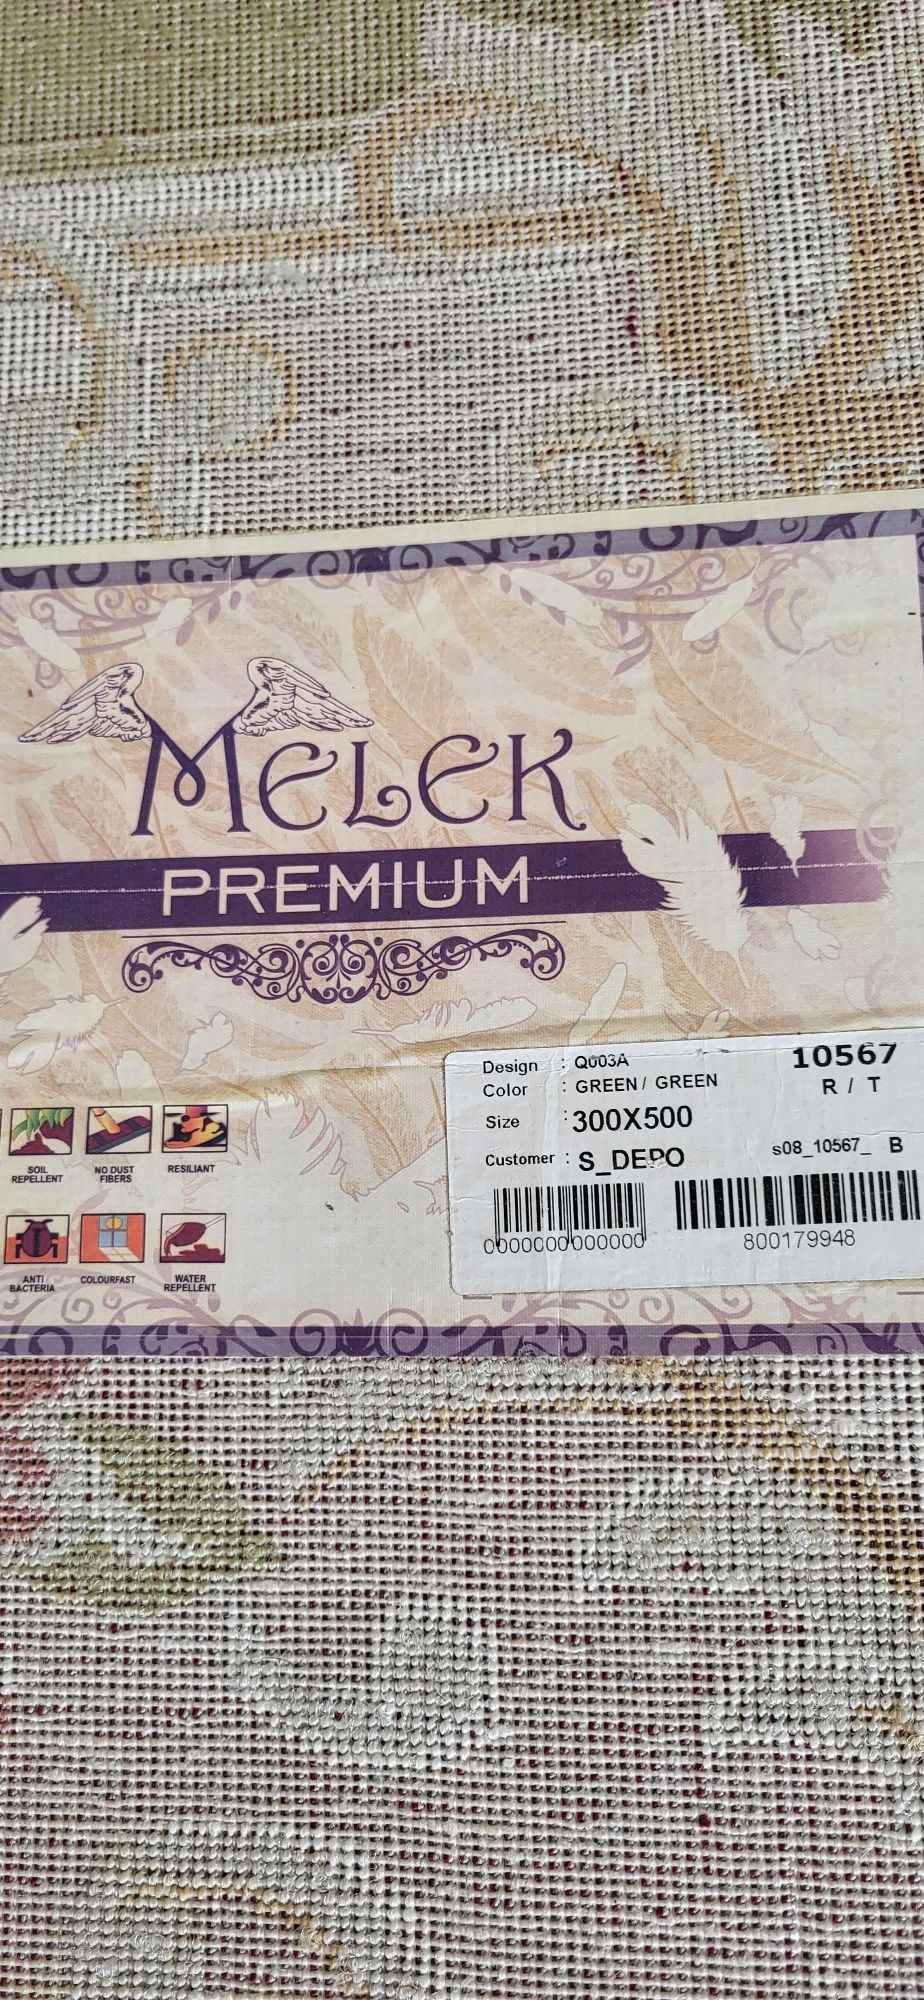 MELEK
PREMIUM
Design : Q003A
10567
Color : GREEN / GREEN
R / T
Size : 300X500
Customer : S_DEPO
s08_10567_ B
0000000000000
800179948
SOIL REPELLENT
NO DUST FIBERS
RESILIANT
ANTI BACTERIA
COLOURFAST
WATER REPELLENT